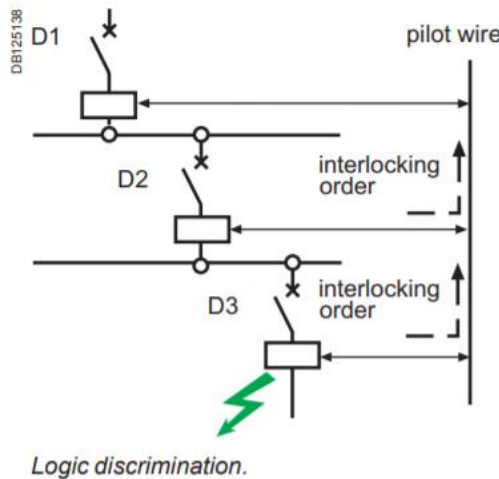 DB125138
D1
pilot wire
D2
interlocking
order
D3
interlocking
order
Logic discrimination.